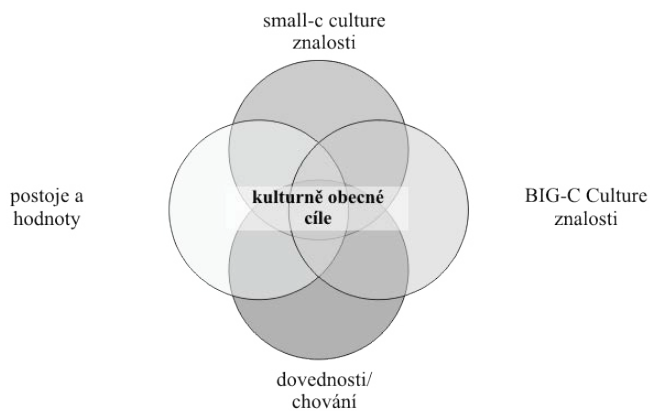 small-c culture
znalosti
postoje a
hodnoty
kulturně obecné
cíle
BIG-C Culture
znalosti
dovednosti/
chování